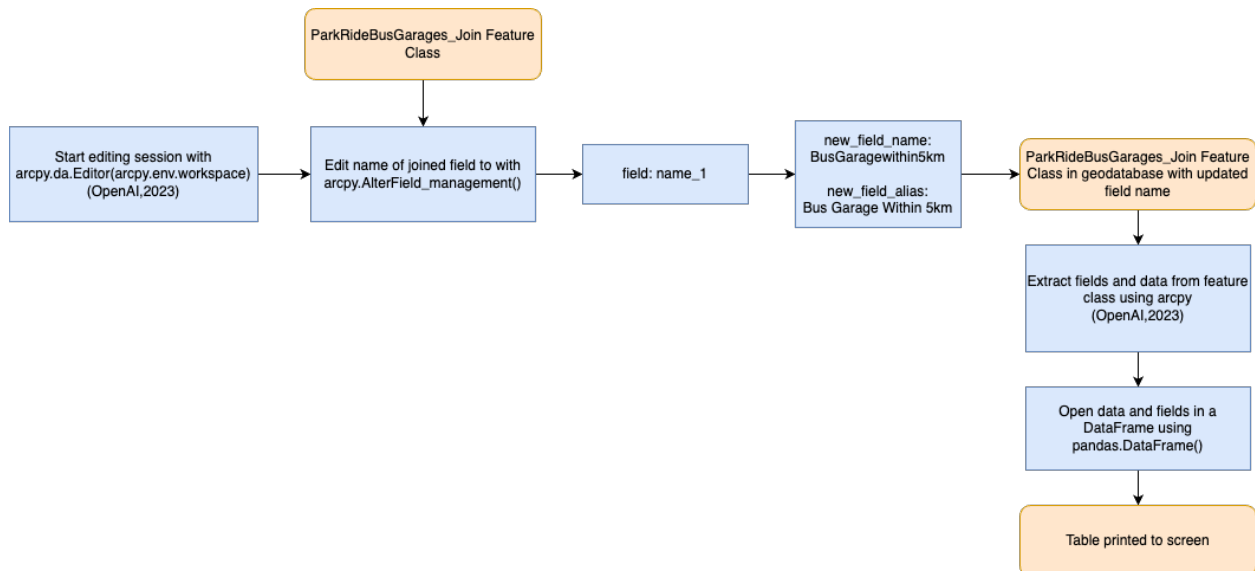 ParkRideBusGarages_Join Feature
Class
Start editing session with
arcpy.da.Editor(arcpy.env.workspace)
(OpenAI,2023)
Edit name of joined field to with
arcpy.AlterField_management()
field: name_1
new_field_name:
BusGaragewithin5km
new_field_alias:
Bus Garage Within 5km
ParkRideBusGarages_Join Feature
Class in geodatabase with updated
field name
Extract fields and data from feature
class using arcpy
(OpenAI,2023)
Open data and fields in a
DataFrame using
pandas.DataFrame()
Table printed to screen